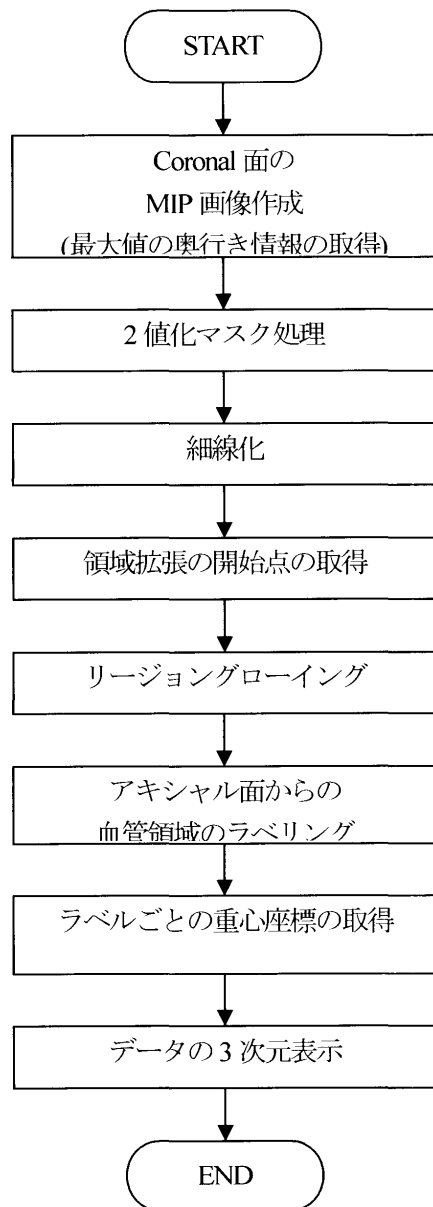 START
Coronal 面の
MIP 画像作成
(最大値の奥行き情報の取得)
2 値化マスク処理
細線化
領域拡張の開始点の取得
リージョングローイング
アキシャル面からの
血管領域のラベリング
ラベルごとの重心座標の取得
データの 3 次元表示
END